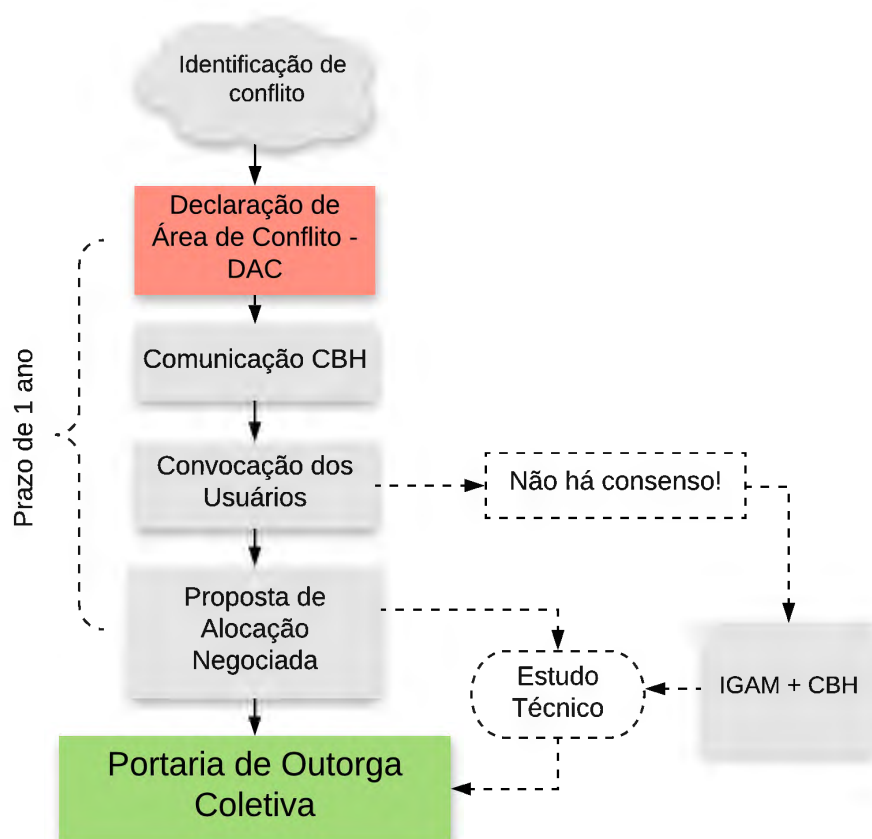 Identificação de
conflito
Declaração de
Área de Conflito -
DAC
Comunicação CBH
Prazo de 1 ano
Convocação dos
Usuários
Não há consenso!
Proposta de
Alocação
Negociada
Estudo
Técnico
IGAM + CBH
Portaria de Outorga
Coletiva